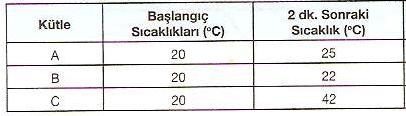 Kütle Başlangıç Sıcaklıkları (°C) 2 dk. Sonraki Sıcaklık (°C)
A 20 25
B 20 22
C 20 42